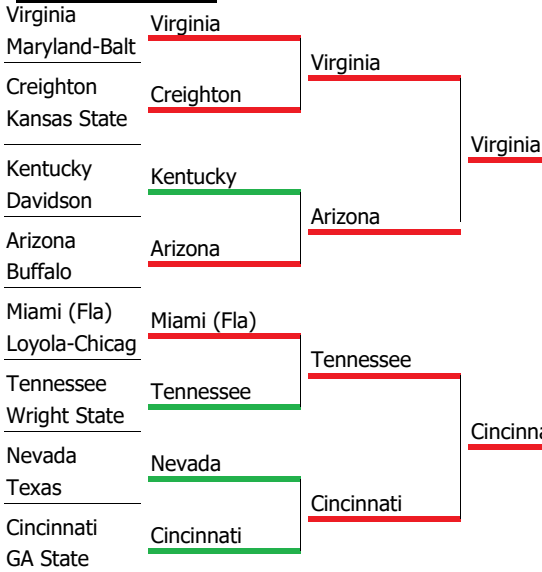 Virginia
Maryland-Balt
Creighton
Kansas State
Kentucky
Davidson
Arizona
Buffalo
Miami (Fla)
Loyola-Chicag
Tennessee
Wright State
Nevada
Texas
Cincinnati
GA State
Virginia
Creighton
Kentucky
Arizona
Miami (Fla)
Tennessee
Nevada
Cincinnati
Virginia
Arizona
Tennessee
Cincinnati
Virginia
Cincinna